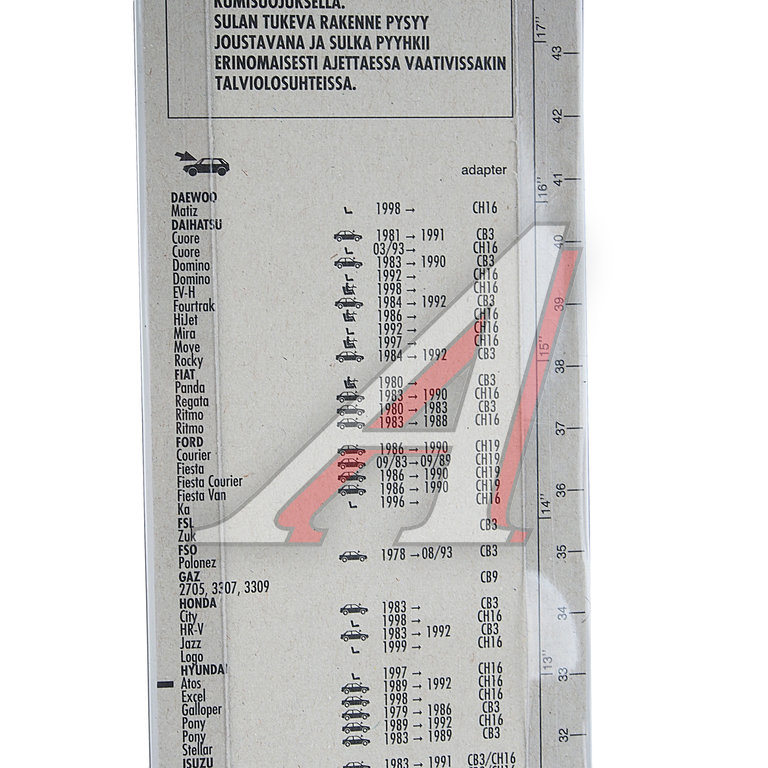 KUMISUOJUKSELLA.
SULAN TUKEVA RAKENNE PYSYY
JOUSTAVANA JA SULKA PYYHKII
ERINOMAISESTI AJETTAESSA VAATIVISSAKIN
TALVIOLOSUHTEISSA.
adapter
DAEWOO
Matiz 1998 → CH16
DAIHATSU
Cuore 1981 → 1991 CB3
Cuore 03/93 → CH16
Domino 1983 → 1990 CB3
Domino 1992 → CH16
EV-H 1998 → CH16
Fourtrak 1984 → 1992 CB3
HiJet 1986 → CH16
Mira 1992 → CH16
Move 1997 → CH16
Rocky 1984 → 1992 CB3
FIAT
Panda 1980 → CB3
Regata 1983 → 1990 CH16
Ritmo 1980 → 1983 CB3
Ritmo 1983 → 1988 CH16
FORD
Courier 1986 → 1990 CH19
Fiesta 09/83 → 09/89 CH19
Fiesta Courier 1986 → 1990 CH19
Fiesta Van 1986 → 1990 CH19
Ka 1996 → CH16
FSL
Zuk CB3
FSO
Polonez 1978 → 08/93 CB3
GAZ
2705, 3307, 3309 CB9
HONDA
City 1983 → CB3
HR-V 1998 → CH16
Jazz 1983 → 1992 CB3
Logo 1999 → CH16
HYUNDAI
Atos 1997 → CH16
Excel 1989 → 1992 CH16
Galloper 1998 → CH16
Pony 1979 → 1986 CB3
Pony 1989 → 1992 CH16
Stellar 1983 → 1989 CB3
ISUZU
1983 → 1991 CB3/CH16
17"
43
42
41
16"
40
39
15"
38
37
36
14"
35
34
13"
33
32